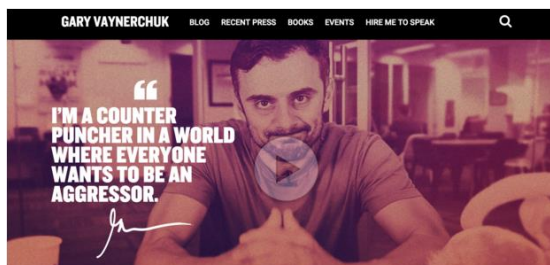 GARY VAYNERCHUK BLOG RECENT PRESS BOOKS EVENTS HIRE ME TO SPEAK
“
I'M A COUNTER
PUNCHER IN A WORLD
WHERE EVERYONE
WANTS TO BE AN
AGGRESSOR.